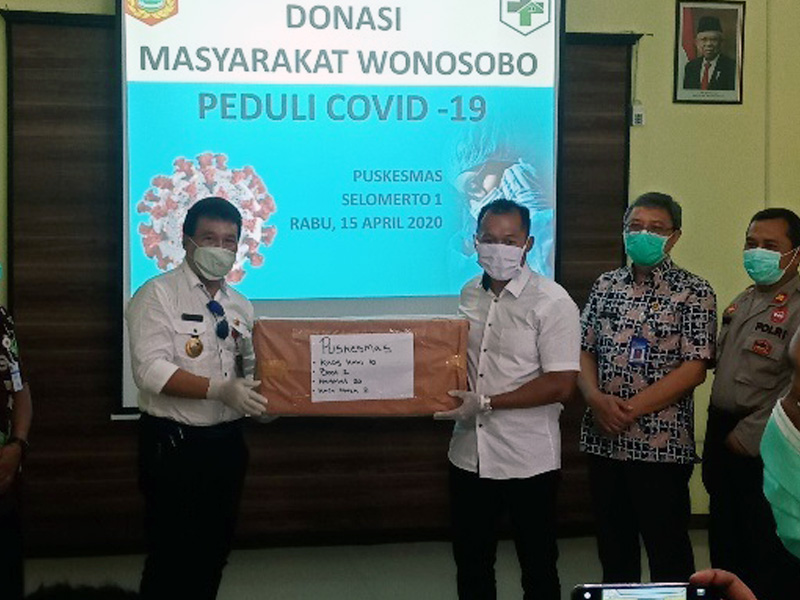 DONASI
MASYARAKAT WONOSOBO
PEDULI COVID -19
PUSKESMAS
SELOMERTO 1
RABU, 15 APRIL 2020
PUSKESMAS
POLRI